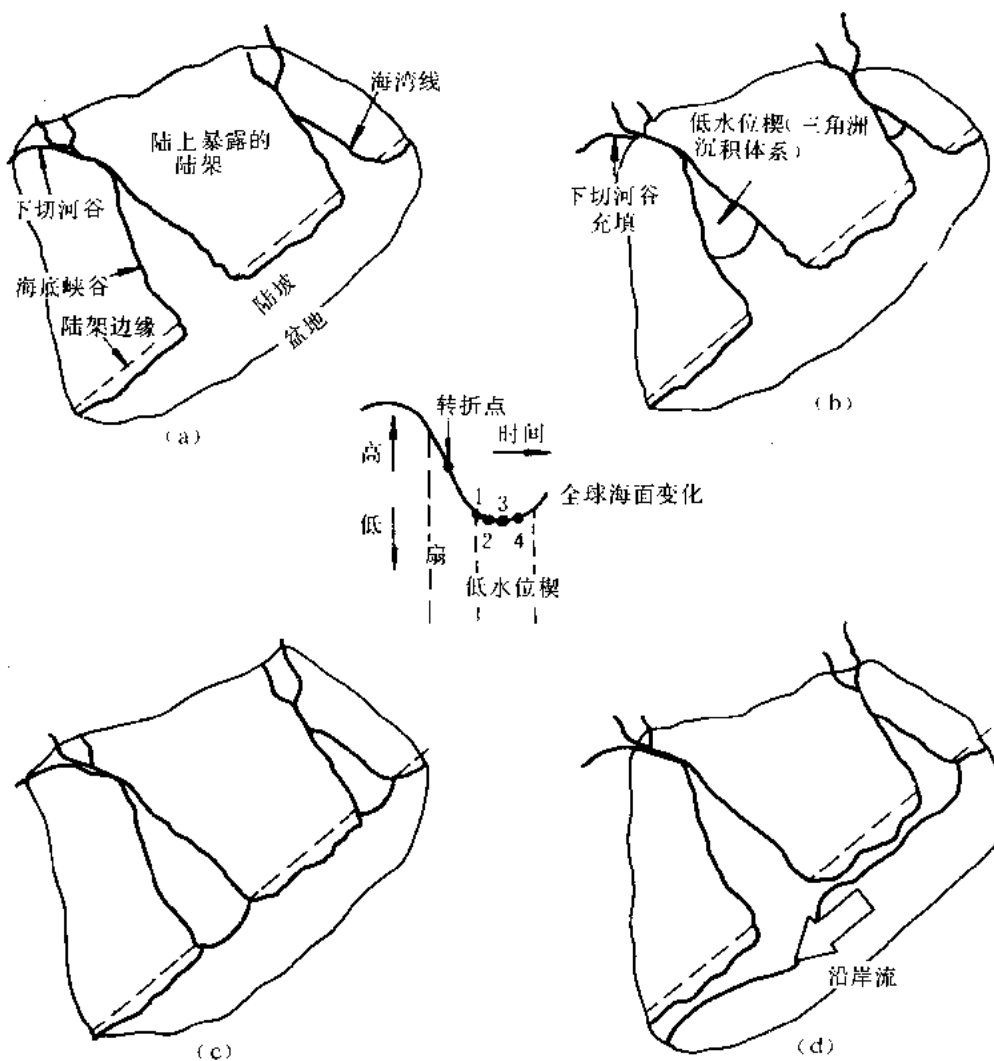 海湾线
陆上暴露的
陆架
下切河谷
海底峡谷
陆架边缘
陆坡
盆地
(a)
低水位楔(三角洲
沉积体系)
下切河谷
充填
(b)
转折点
时间
高
低
全球海面变化
1
2
3
4
扇
低水位楔
(c)
沿岸流
(d)